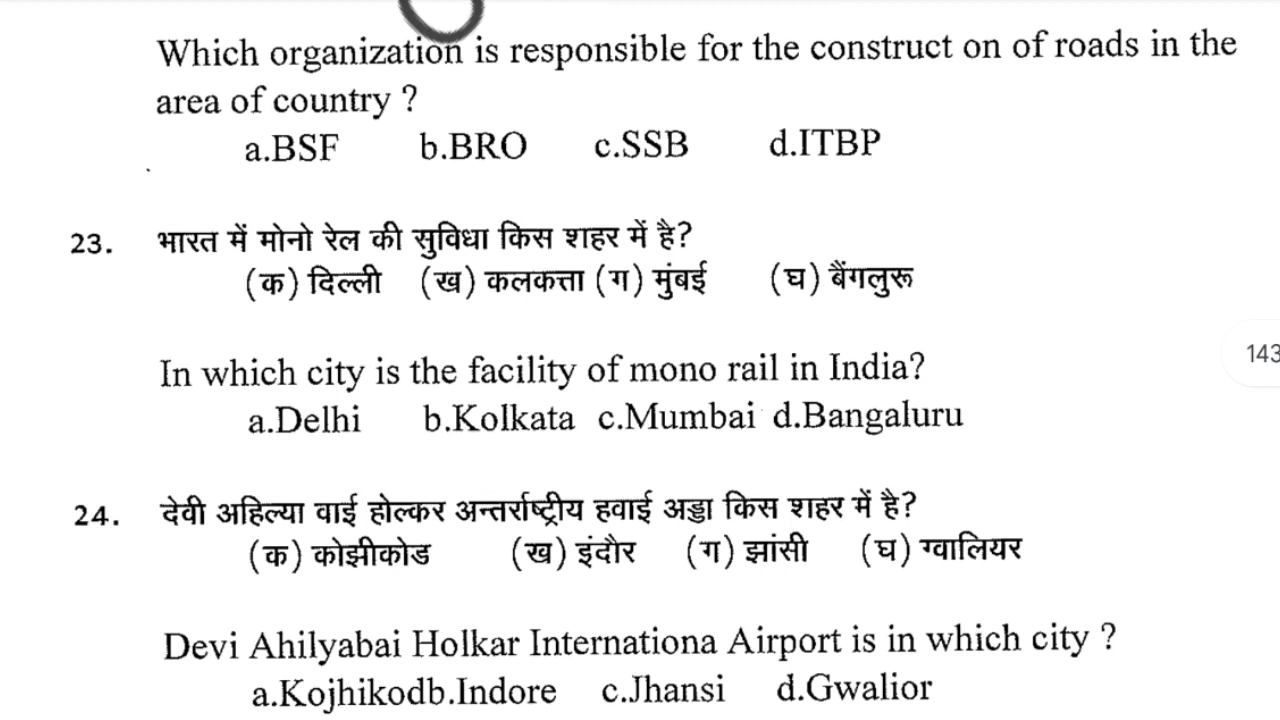 Which organization is responsible for the construct on of roads in the
area of country ?
a.BSF b.BRO c.SSB d.ITBP
23. भारत में मोनो रेल की सुविधा किस शहर में है?
(क) दिल्ली (ख) कलकत्ता (ग) मुंबई (घ) बैंगलुरू
In which city is the facility of mono rail in India?
143
a.Delhi b.Kolkata c.Mumbai d.Bangaluru
24. देवी अहिल्या वाई होल्कर अन्तर्राष्ट्रीय हवाई अड्डा किस शहर में है?
(क) कोझीकोड (ख) इंदौर (ग) झांसी (घ) ग्वालियर
Devi Ahilyabai Holkar Internationa Airport is in which city ?
a.Kojhikodb.Indore c.Jhansi d.Gwalior